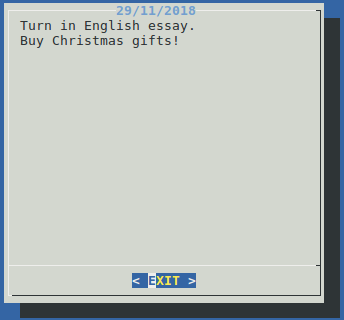 29/11/2018
Turn in English essay.
Buy Christmas gifts!
< EXIT >